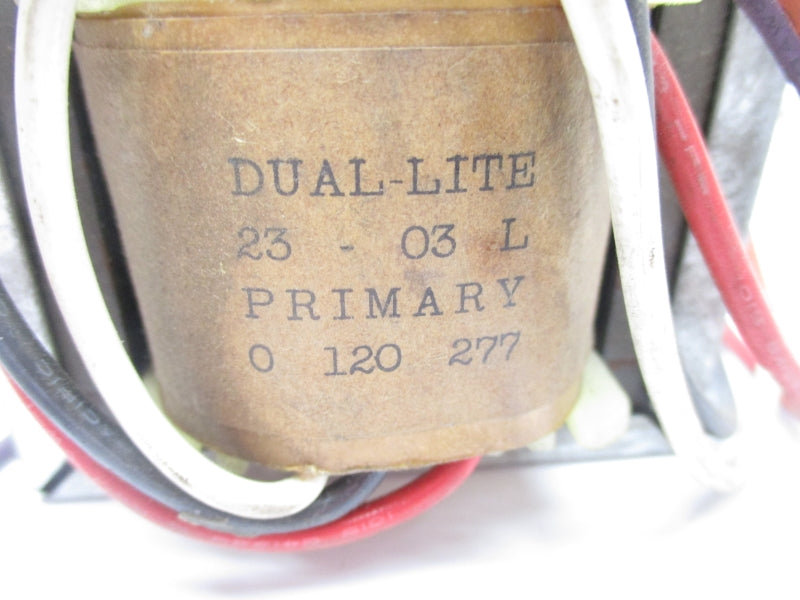 DUAL-LITE
23 - 03 L
PRIMARY
0 120 277